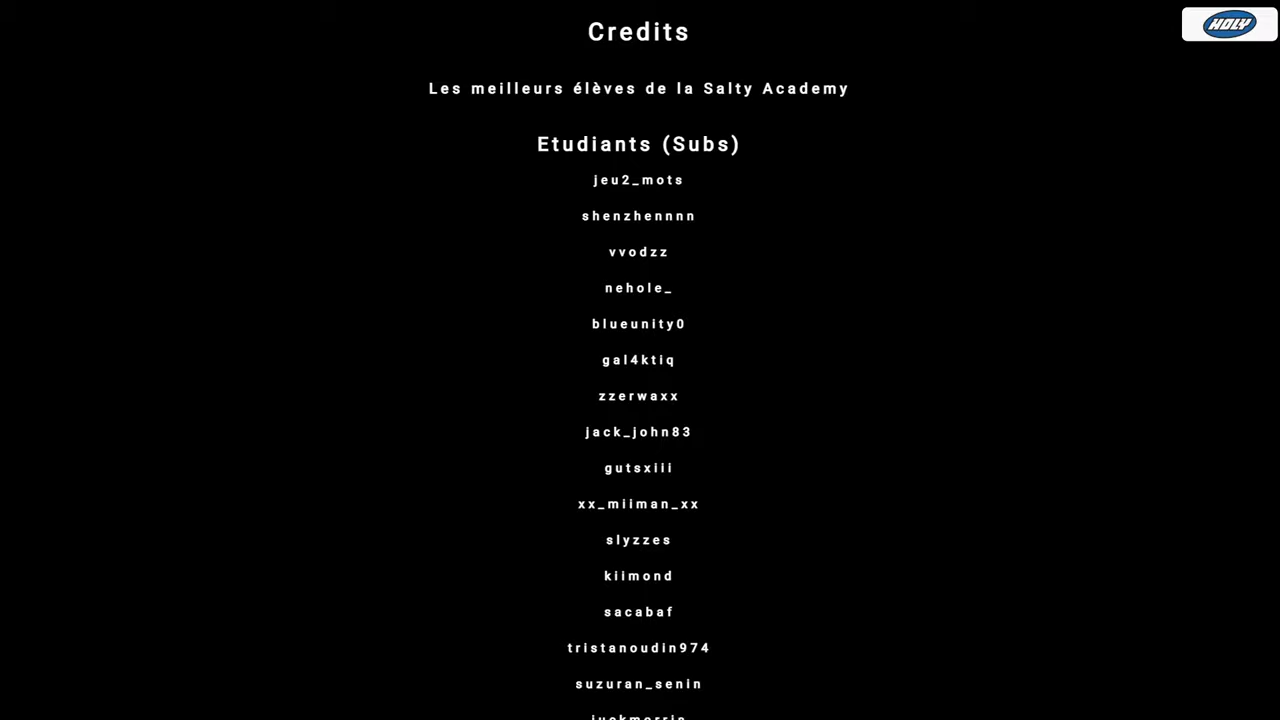 Credits
HOLY
Les meilleurs élèves de la Salty Academy
Etudiants (Subs)
jeu2_mots
shenzhennnn
vvodzz
nehole_
blueunity0
gal4ktiq
zzerwaxx
jack_john83
gutsxiii
xx_miiman_xx
slyzzes
kiimond
sacabaf
tristanoudin974
suzuran_senin